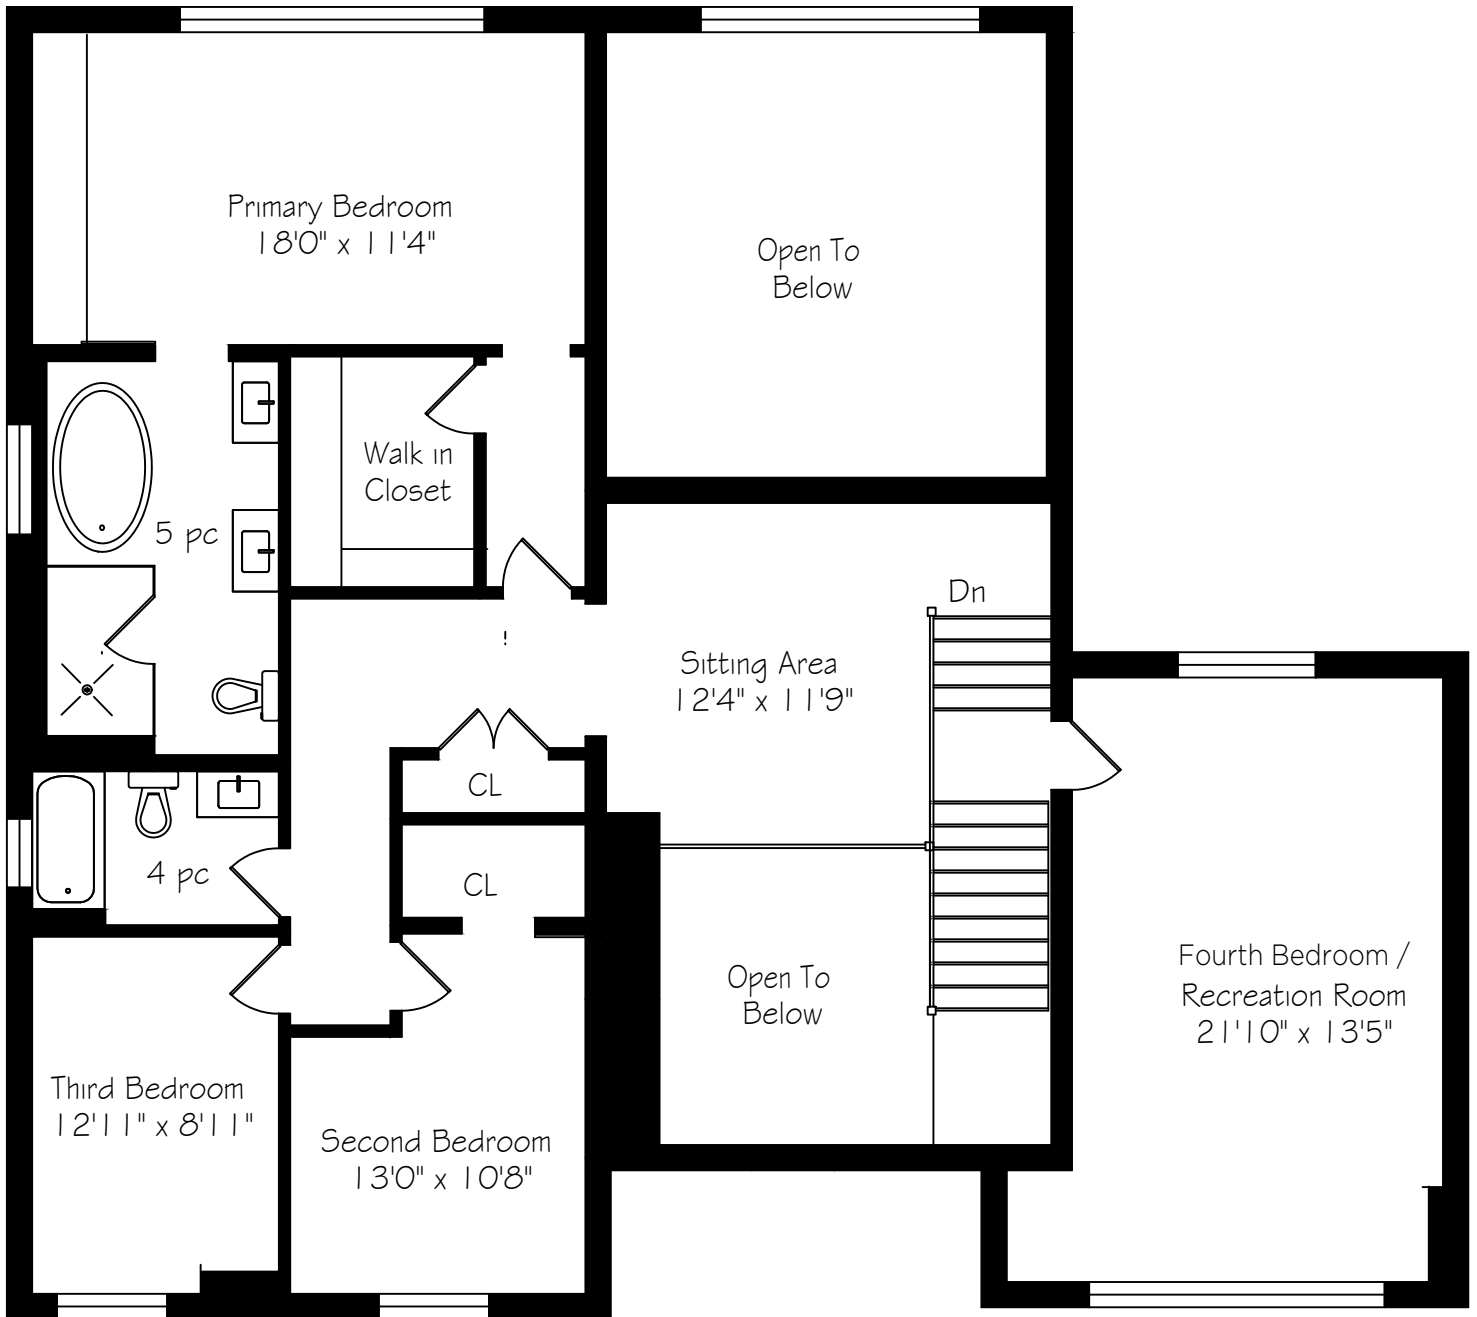 Primary Bedroom
18'0" x 11'4"
Open To
Below
Walk in
Closet
5 pc
Dn
Sitting Area
12'4" x 11'9"
CL
4 pc
CL
Fourth Bedroom /
Recreation Room
21'10" x 13'5"
Open To
Below
Third Bedroom
12'11" x 8'11"
Second Bedroom
13'0" x 10'8"